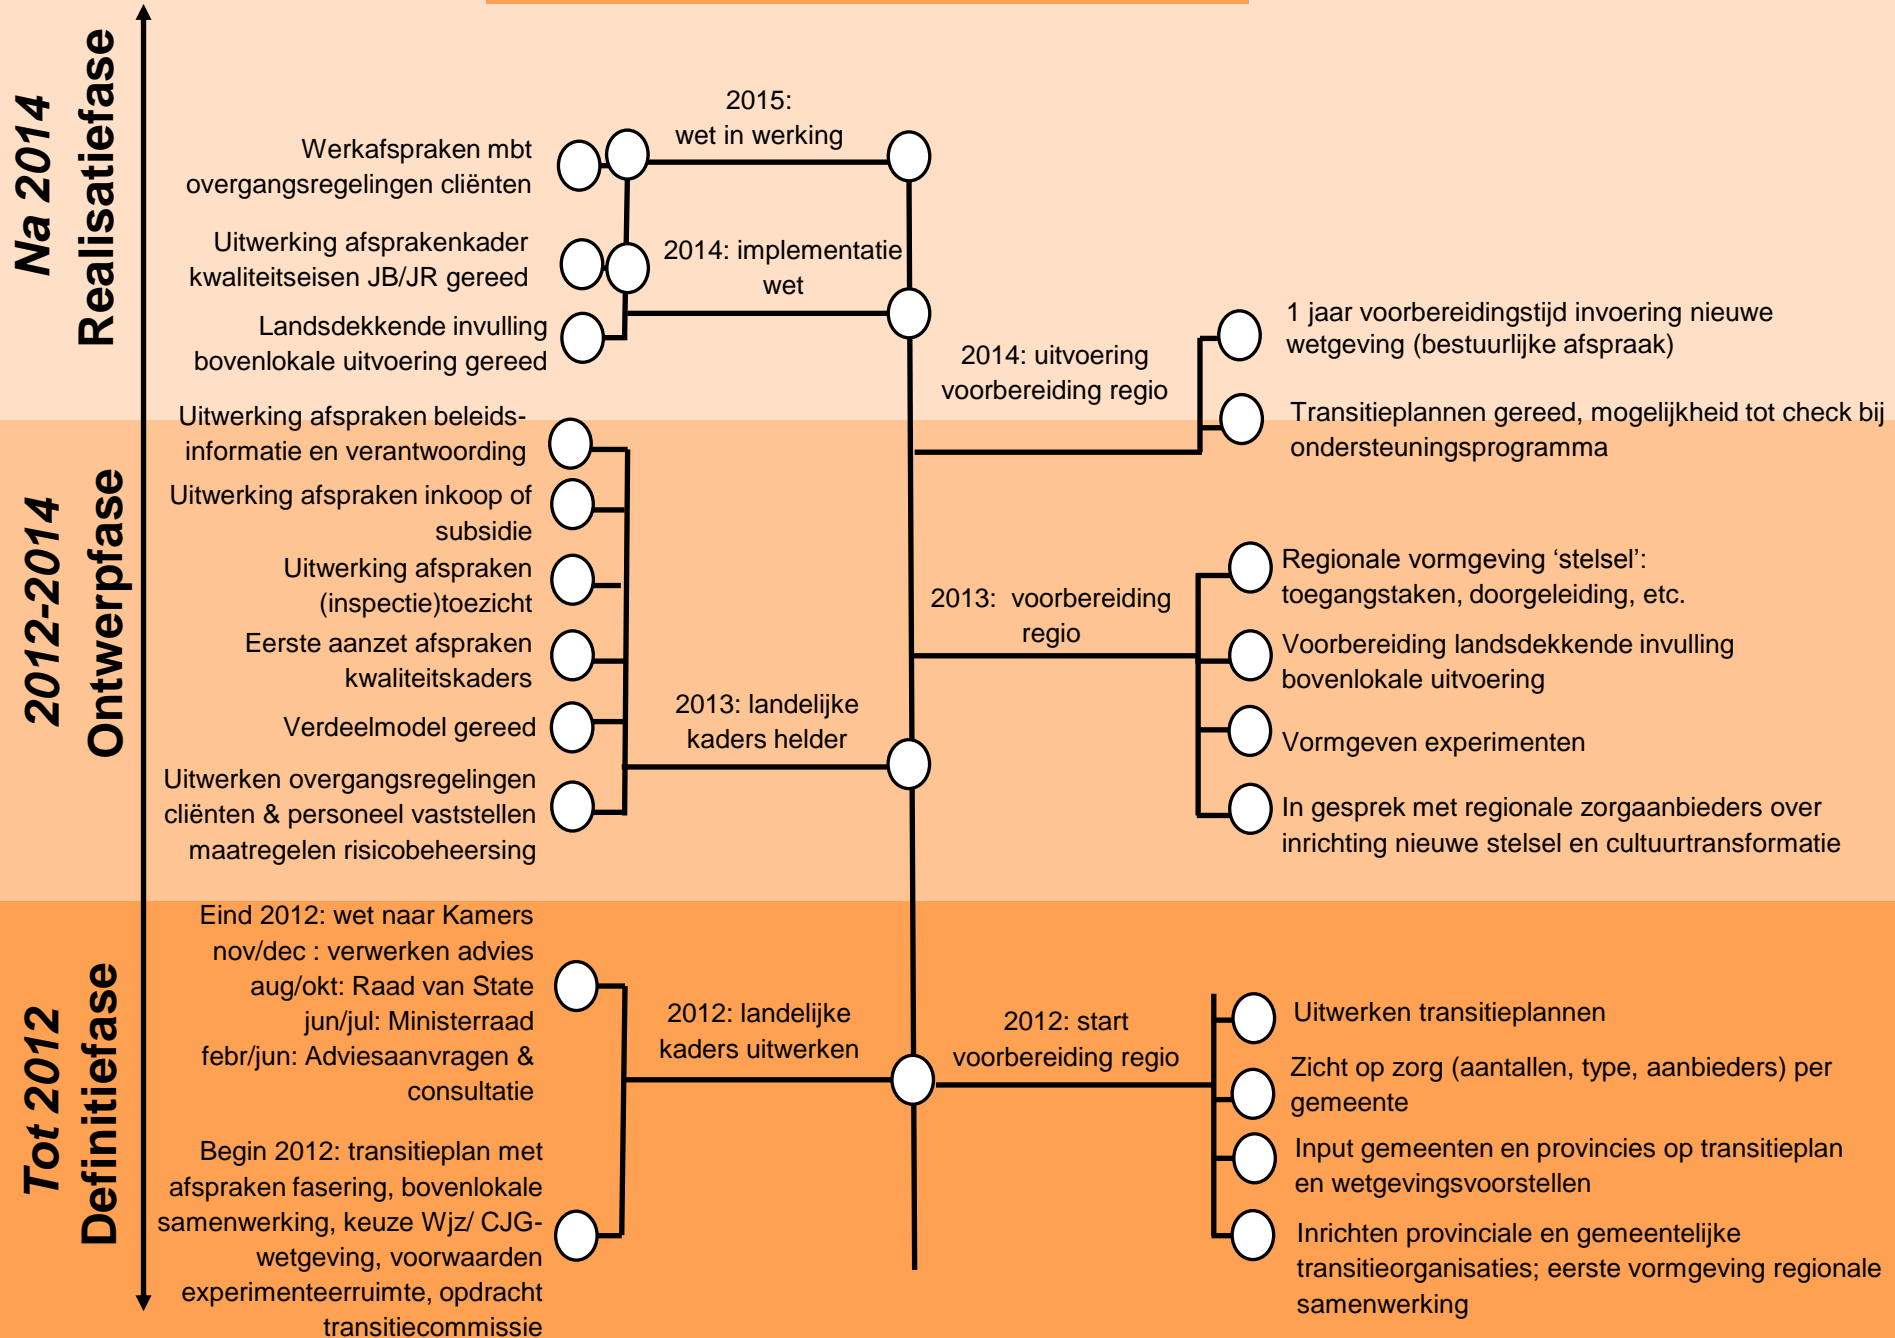 Na 2014
Realisatiefase
2015:
wet in werking
Werkafspraken mbt
overgangsregelingen cliënten
Uitwerking afsprakenkader
kwaliteitseisen JB/JR gereed
2014: implementatie
wet
Landsdekkende invulling
bovenlokale uitvoering gereed
2014: uitvoering
voorbereiding regio
1 jaar voorbereidingstijd invoering nieuwe
wetgeving (bestuurlijke afspraak)
Transitieplannen gereed, mogelijkheid tot check bij
ondersteuningsprogramma
2012-2014
Ontwerpfase
Uitwerking afspraken beleids-
informatie en verantwoording
Uitwerking afspraken inkoop of
subsidie
Uitwerking afspraken
(inspectie)toezicht
Eerste aanzet afspraken
kwaliteitskaders
Verdeelmodel gereed
Uitwerken overgangsregelingen
cliënten & personeel vaststellen
maatregelen risicobeheersing
2013: landelijke
kaders helder
2013:  voorbereiding
regio
Regionale vormgeving ‘stelsel’:
toegangstaken, doorgeleiding, etc.
Voorbereiding landsdekkende invulling
bovenlokale uitvoering
Vormgeven experimenten
In gesprek met regionale zorgaanbieders over
inrichting nieuwe stelsel en cultuurtransformatie
Tot 2012
Definitiefase
Eind 2012: wet naar Kamers
nov/dec : verwerken advies
aug/okt: Raad van State
jun/jul: Ministerraad
febr/jun: Adviesaanvragen &
consultatie
Begin 2012: transitieplan met
afspraken fasering, bovenlokale
samenwerking, keuze Wjz/ CJG-
wetgeving, voorwaarden
experimenteerruimte, opdracht
transitiecommissie
2012: landelijke
kaders uitwerken
2012: start
voorbereiding regio
Uitwerken transitieplannen
Zicht op zorg (aantallen, type, aanbieders) per
gemeente
Input gemeenten en provincies op transitieplan
en wetgevingsvoorstellen
Inrichten provinciale en gemeentelijke
transitieorganisaties; eerste vormgeving regionale
samenwerking